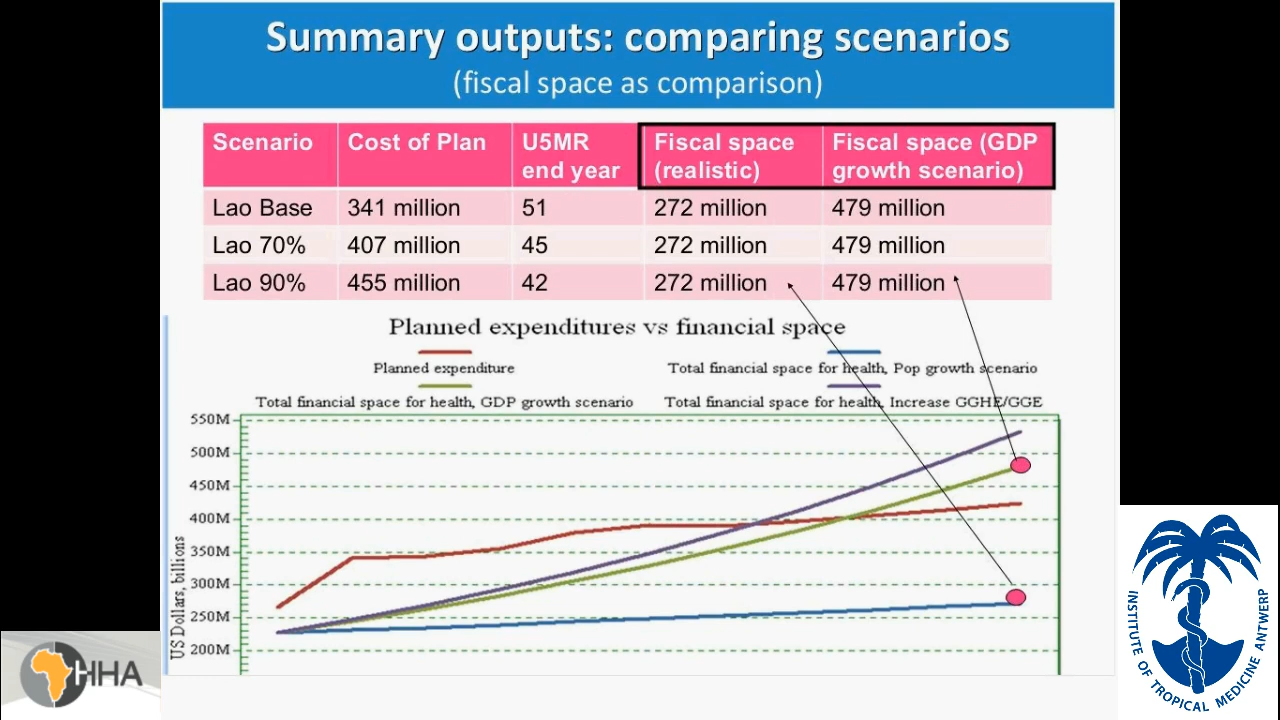 Summary outputs: comparing scenarios
(fiscal space as comparison)
Scenario Cost of Plan U5MR end year Fiscal space (realistic) Fiscal space (GDP growth scenario)
Lao Base 341 million 51 272 million 479 million
Lao 70% 407 million 45 272 million 479 million
Lao 90% 455 million 42 272 million 479 million
Planned expenditures vs financial space
Planned expenditure
Total financial space for health, Pop growth scenario
Total financial space for health, GDP growth scenario
Total financial space for health, Increase GGHE/GGE
550M
500M
450M
400M
350M
300M
250M
200M
US Dollars, billions
HHA
INSTITUTE OF TROPICAL MEDICINE ANTWERP